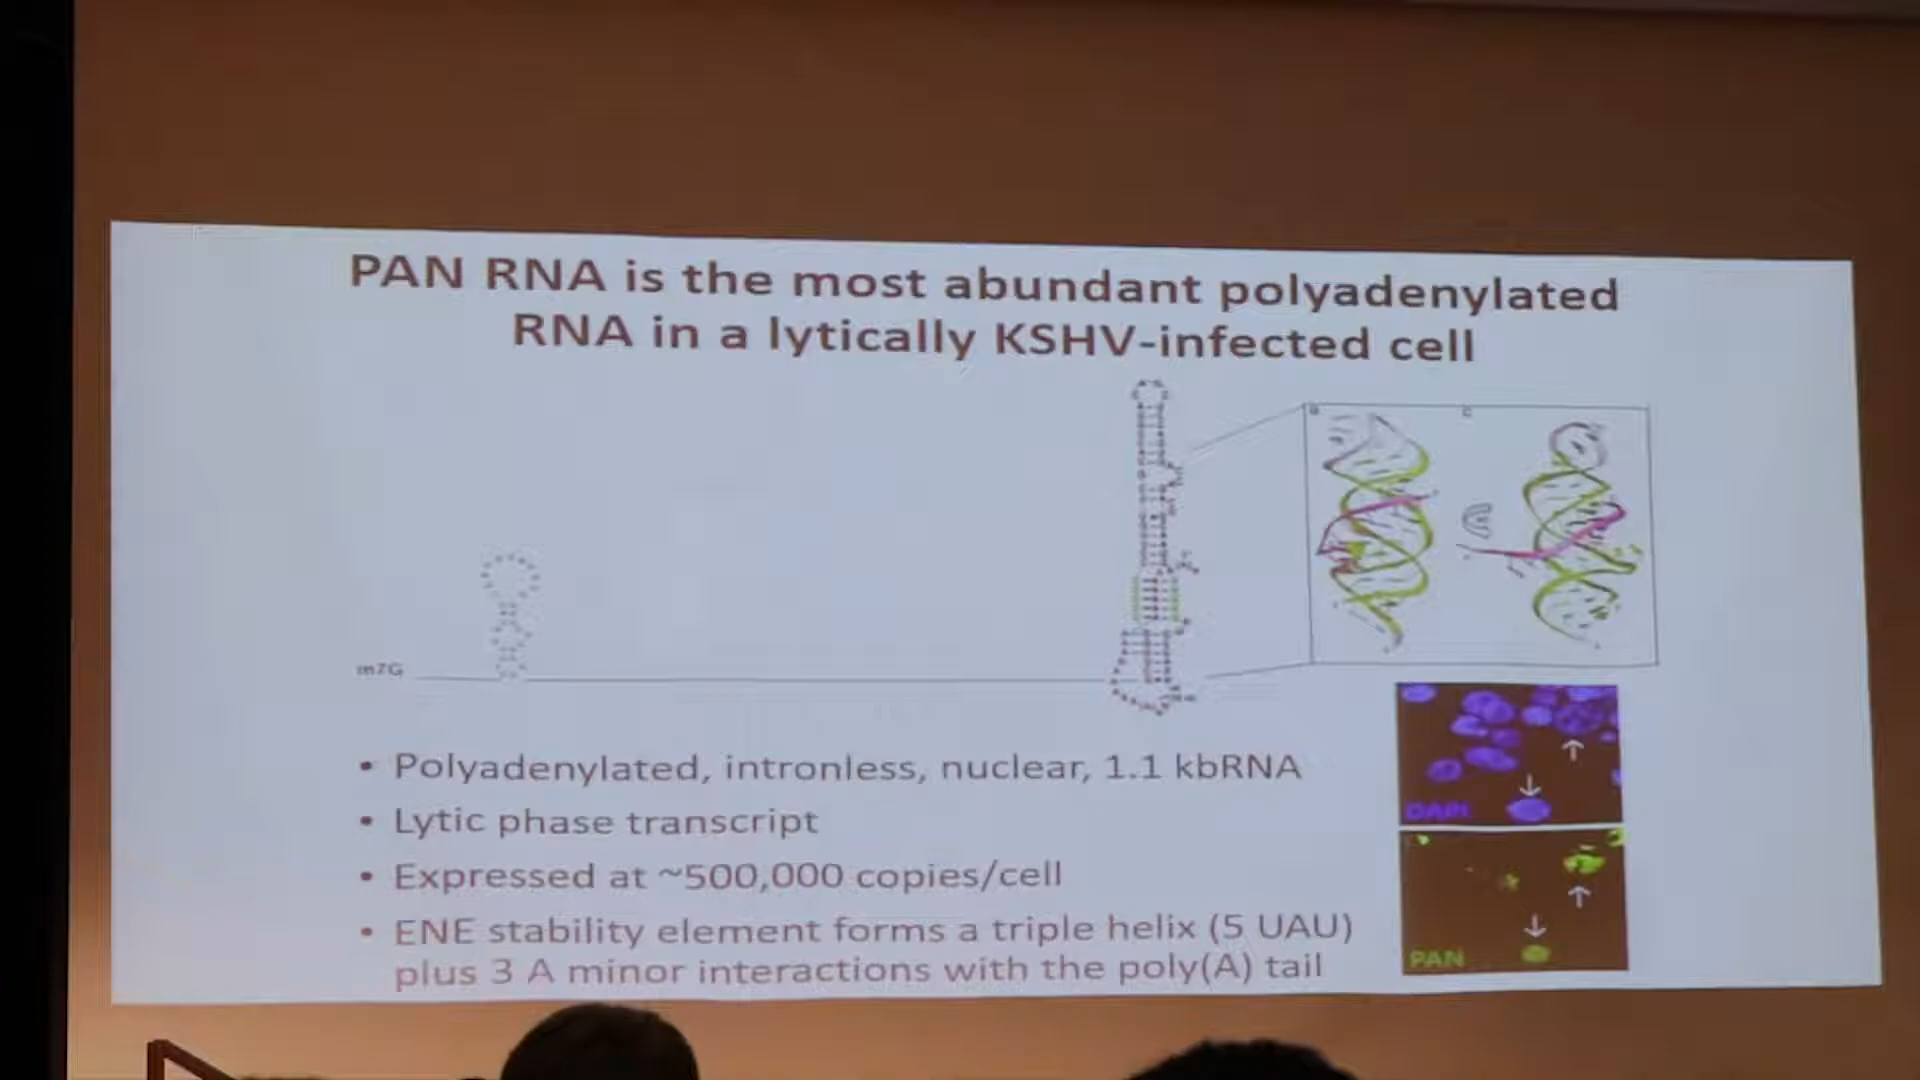 PAN RNA is the most abundant polyadenylated
RNA in a lytically KSHV-infected cell
B
C
m7G
• Polyadenylated, intronless, nuclear, 1.1 kbRNA
• Lytic phase transcript
• Expressed at ~500,000 copies/cell
• ENE stability element forms a triple helix (5 UAU)
plus 3 A minor interactions with the poly(A) tail
DAPI
PAN